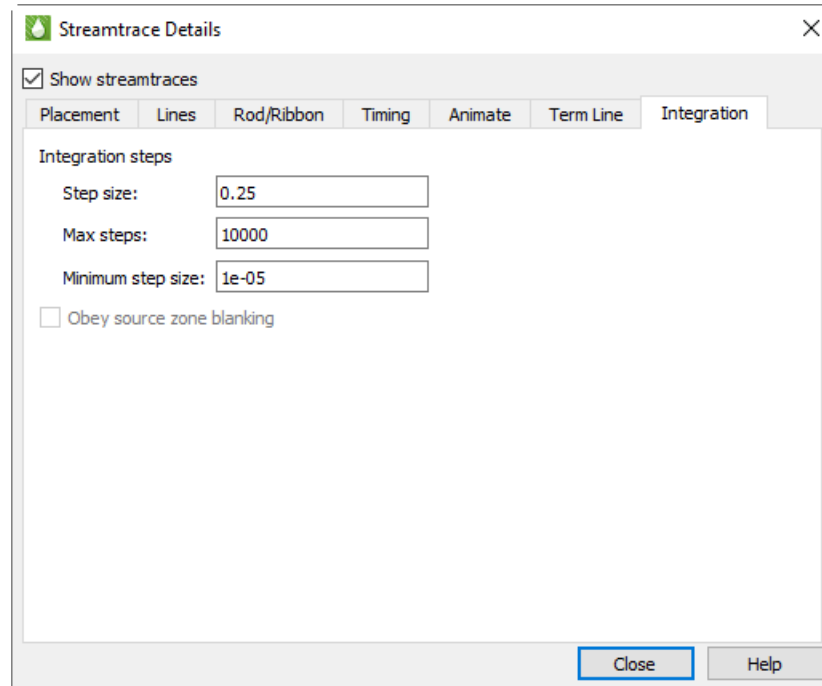 Streamtrace Details
Show streamtraces
Placement Lines Rod/Ribbon Timing Animate Term Line Integration
Integration steps
Step size: 0.25
Max steps: 10000
Minimum step size: 1e-05
Obey source zone blanking
Close Help